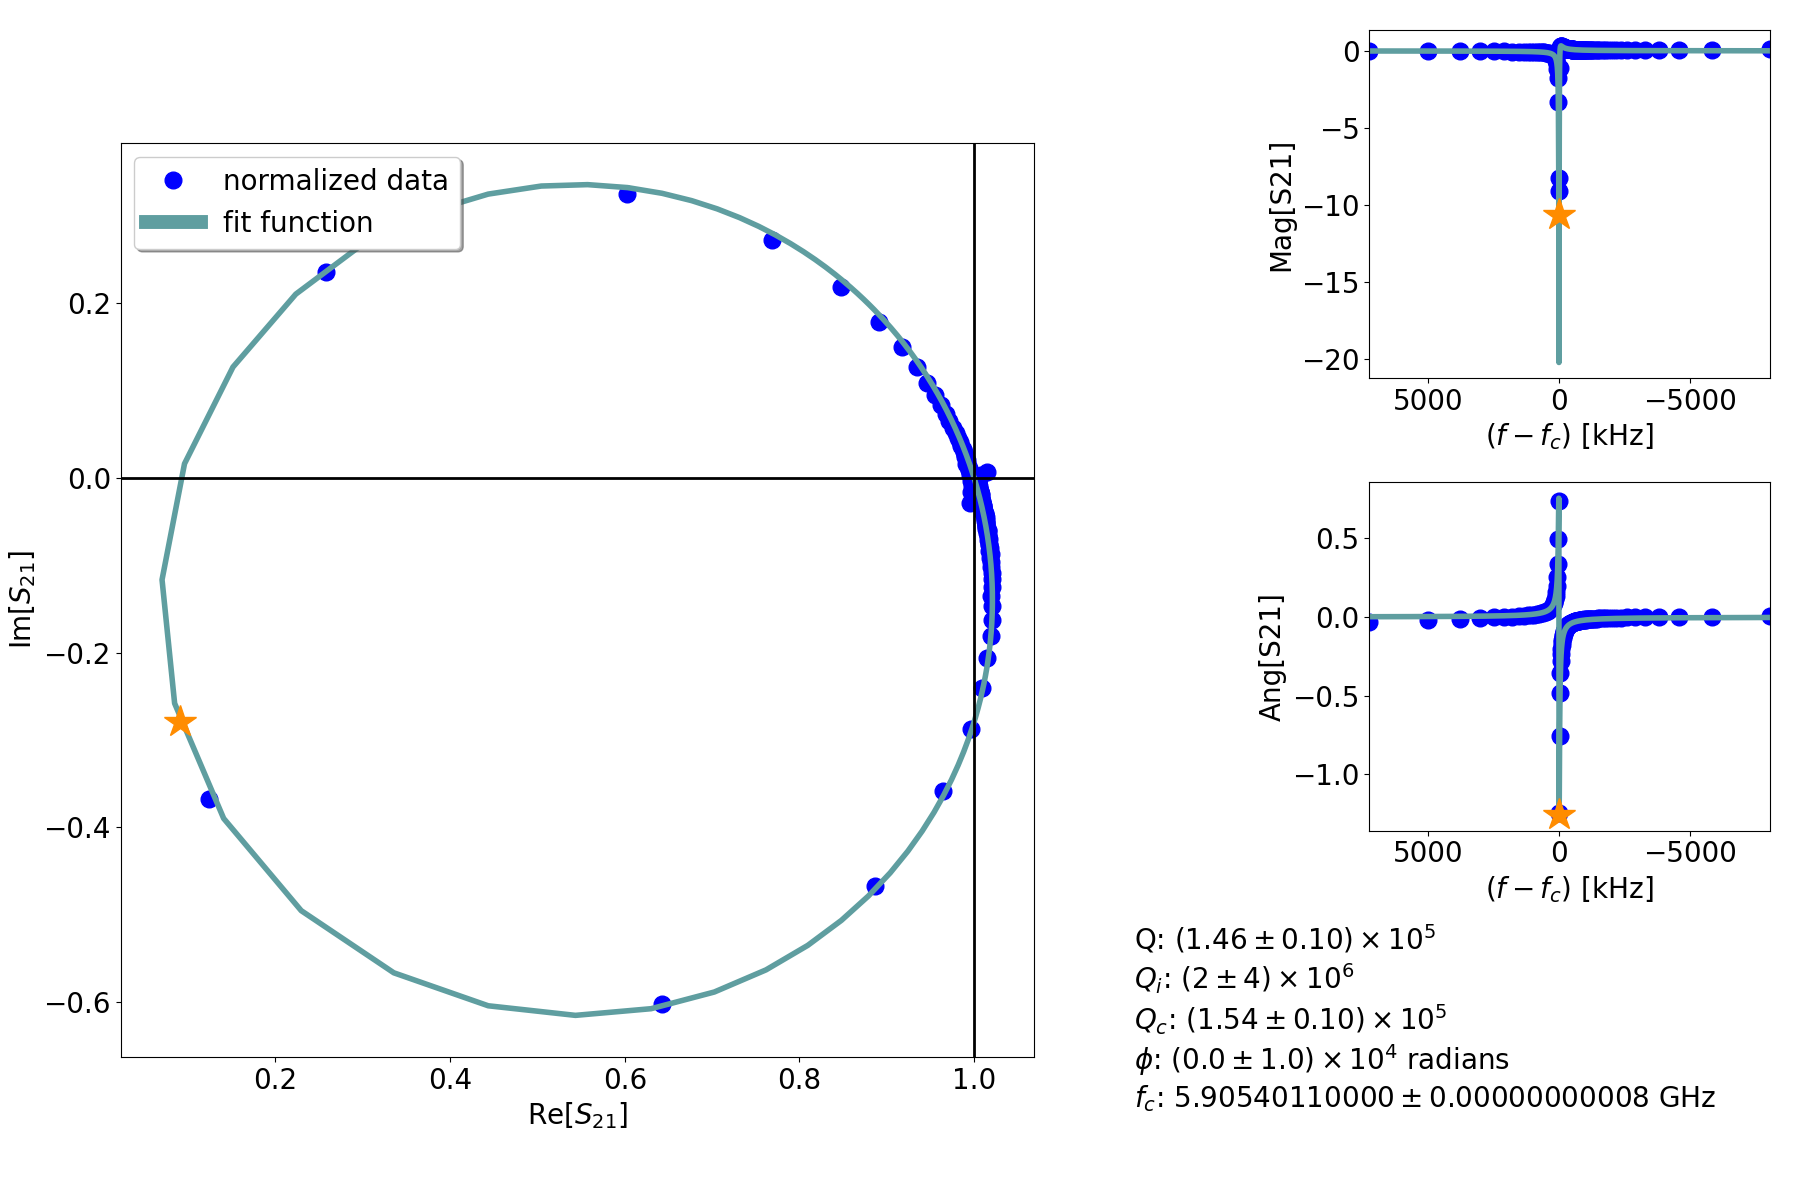 normalized data
fit function
0.2
0.0
−0.2
−0.4
−0.6
Im[S21]
0.2 0.4 0.6 0.8 1.0
Re[S21]
0
−5
−10
−15
−20
Mag[S21]
5000 0 −5000
(f − fc) [kHz]
0.5
0.0
−0.5
−1.0
Ang[S21]
5000 0 −5000
(f − fc) [kHz]
Q: (1.46 ± 0.10) × 10^5
Qi: (2 ± 4) × 10^6
Qc: (1.54 ± 0.10) × 10^5
ϕ: (0.0 ± 1.0) × 10^4 radians
fc: 5.90540110000 ± 0.00000000008 GHz